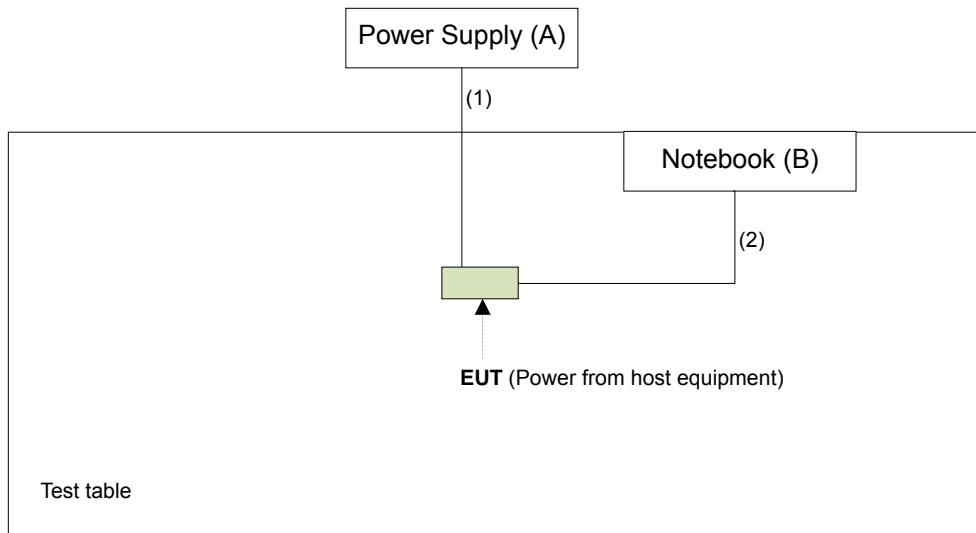 Power Supply (A)
(1)
Notebook (B)
(2)
EUT (Power from host equipment)
Test table